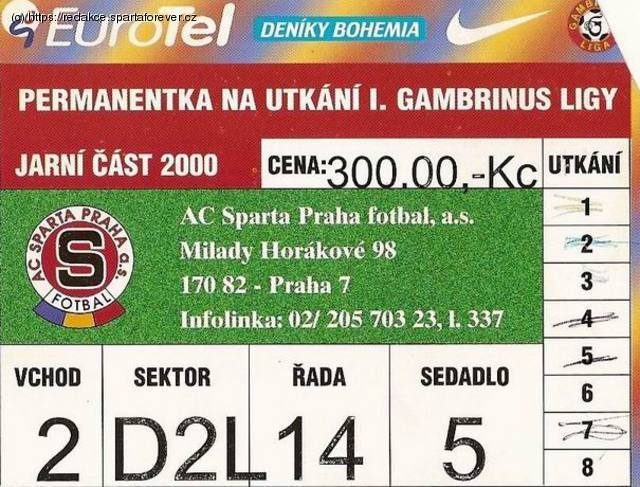 (c) https://redakce.spartaforever.cz
EuroTel
DENÍKY BOHEMIA
GAMBRINUS
LIGA
PERMANENTKA NA UTKÁNÍ I. GAMBRINUS LIGY
JARNÍ ČÁST 2000
CENA:300.00,-Kc
UTKÁNÍ
1
2
3
4
5
6
7
8
AC SPARTA PRAHA a.s.
S
FOTBAL
AC Sparta Praha fotbal, a.s.
Milady Horákové 98
170 82 - Praha 7
Infolinka: 02/ 205 703 23, l. 337
VCHOD
SEKTOR
ŘADA
SEDADLO
2
D2L
14
5